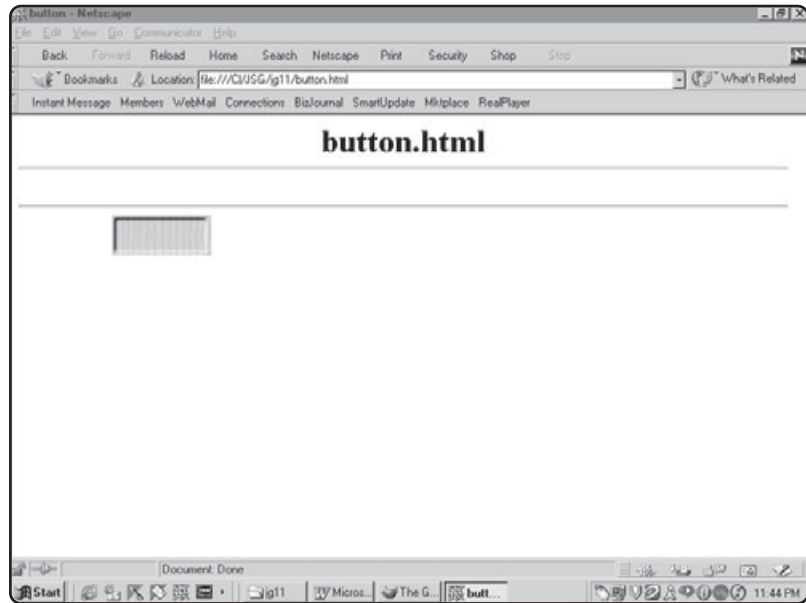 button - Netscape
File Edit View Go Communicator Help
Back Forward Reload Home Search Netscape Print Security Shop Stop
Bookmarks Location: file:///C|/JSG/jg11/button.html What's Related
Instant Message Members WebMail Connections BizJournal SmartUpdate Mktplace RealPlayer
button.html
Document: Done
Start jg11 Micros... The G... butt... 11:44 PM